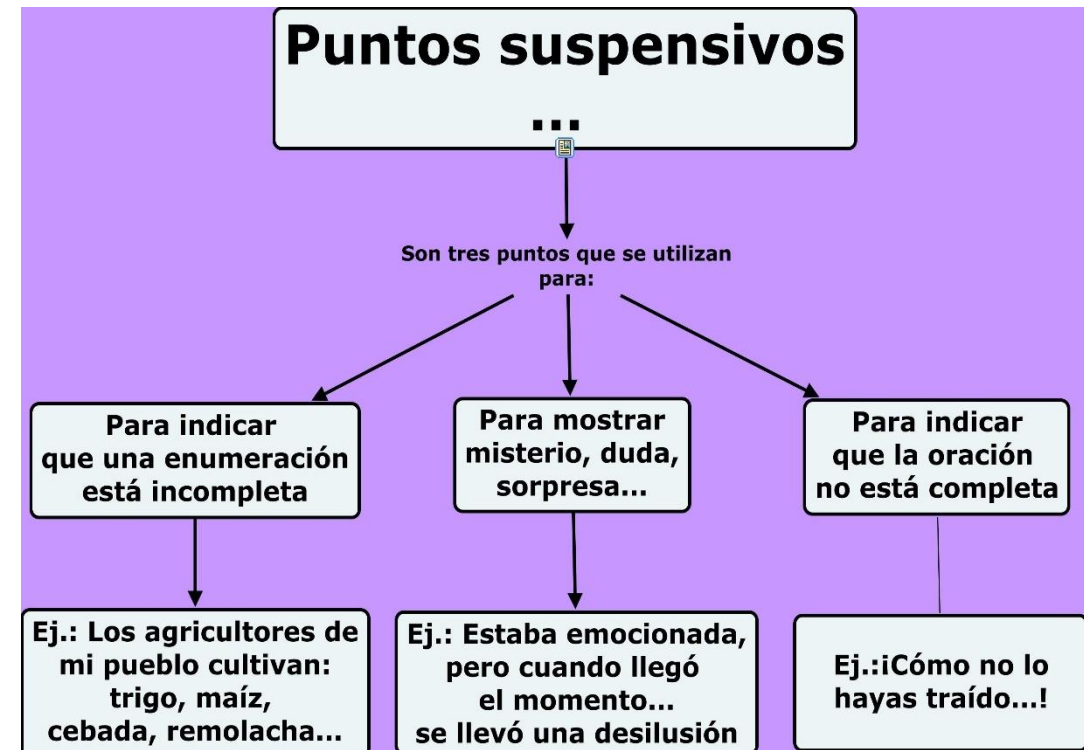 Puntos suspensivos
...
Son tres puntos que se utilizan
para:
Para indicar
que una enumeración
está incompleta
Para mostrar
misterio, duda,
sorpresa...
Para indicar
que la oración
no está completa
Ej.: Los agricultores de
mi pueblo cultivan:
trigo, maíz,
cebada, remolacha...
Ej.: Estaba emocionada,
pero cuando llegó
el momento...
se llevó una desilusión
Ej.:¡Cómo no lo
hayas traído...!